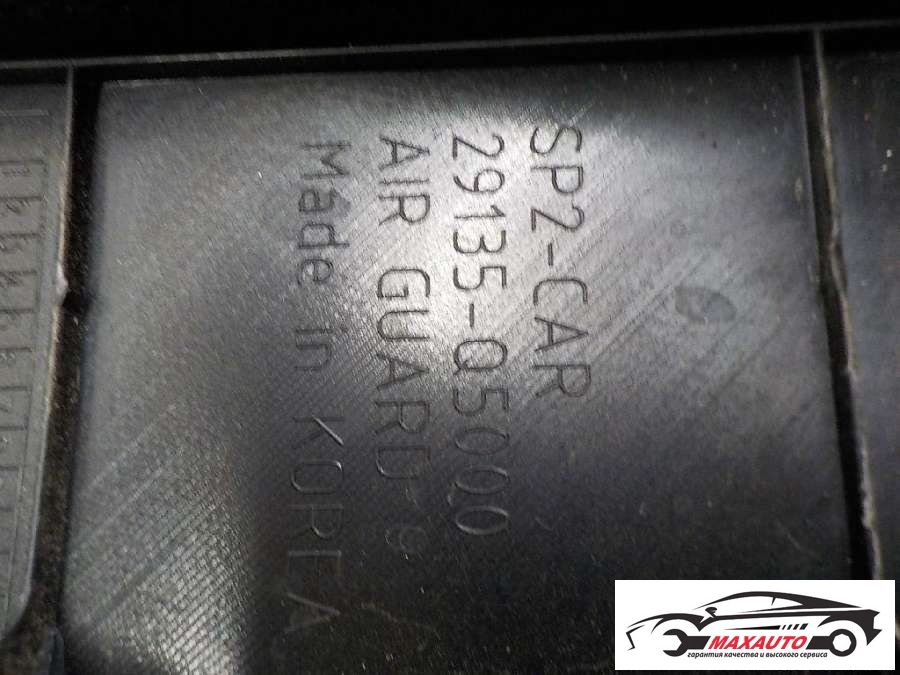 SP2-CAR
29135-Q5000
AIR GUARD
Made in KOREA
MAXAUTO
гарантия качества и высокого сервиса